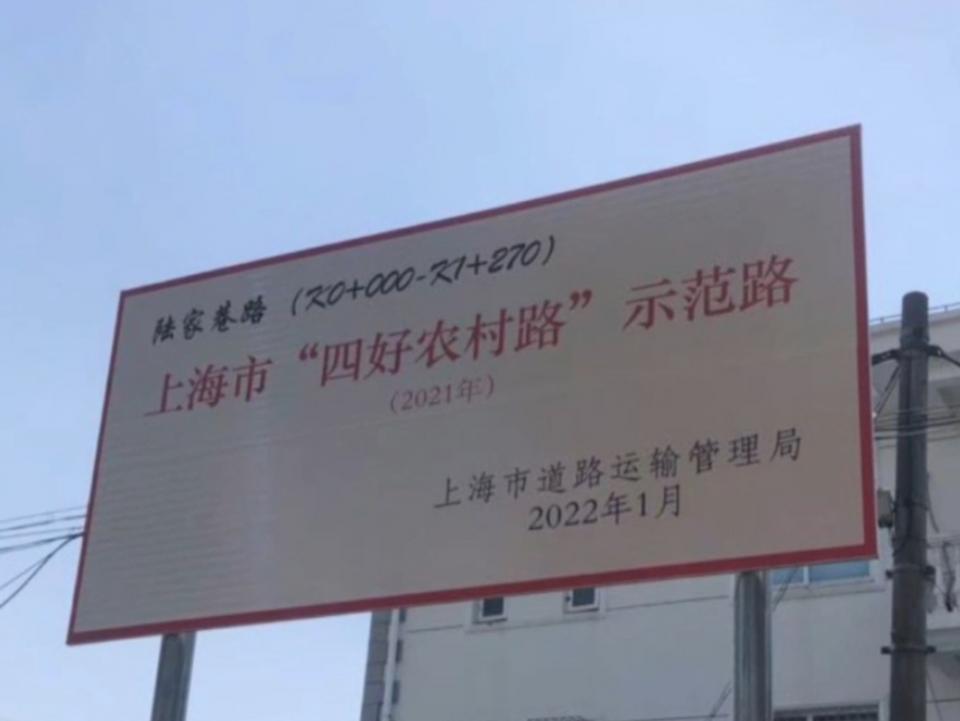 陆家巷路（K0+000-K1+270）
上海市“四好农村路”示范路
（2021年）
上海市道路运输管理局
2022年1月